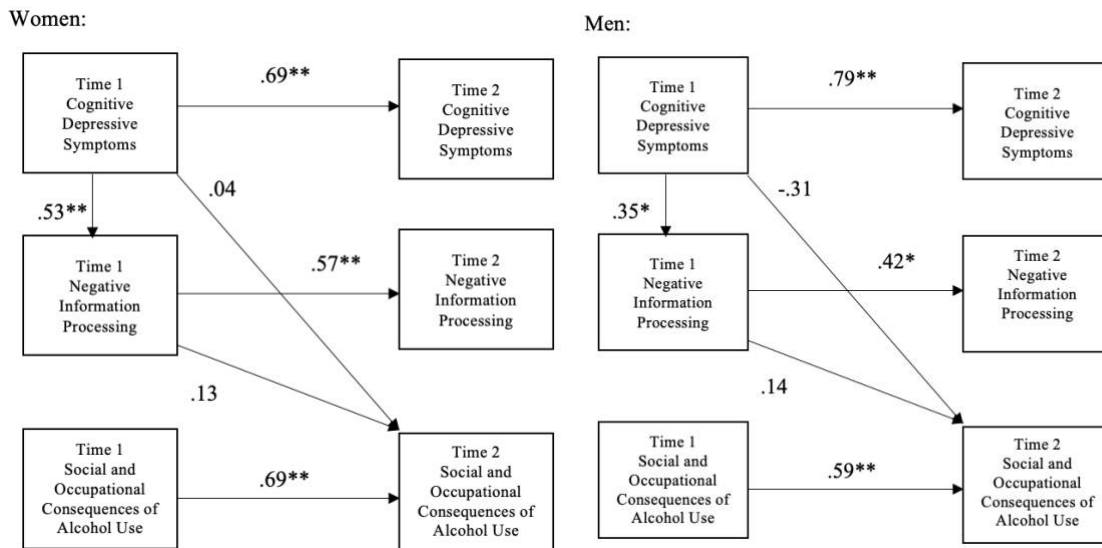 Women:
Time 1
Cognitive
Depressive
Symptoms
.69**
Time 2
Cognitive
Depressive
Symptoms
.53**
.04
Time 1
Negative
Information
Processing
.57**
Time 2
Negative
Information
Processing
.13
Time 1
Social and
Occupational
Consequences of
Alcohol Use
.69**
Time 2
Social and
Occupational
Consequences of
Alcohol Use
Men:
Time 1
Cognitive
Depressive
Symptoms
.79**
Time 2
Cognitive
Depressive
Symptoms
.35*
-.31
Time 1
Negative
Information
Processing
.42*
Time 2
Negative
Information
Processing
.14
Time 1
Social and
Occupational
Consequences of
Alcohol Use
.59**
Time 2
Social and
Occupational
Consequences of
Alcohol Use